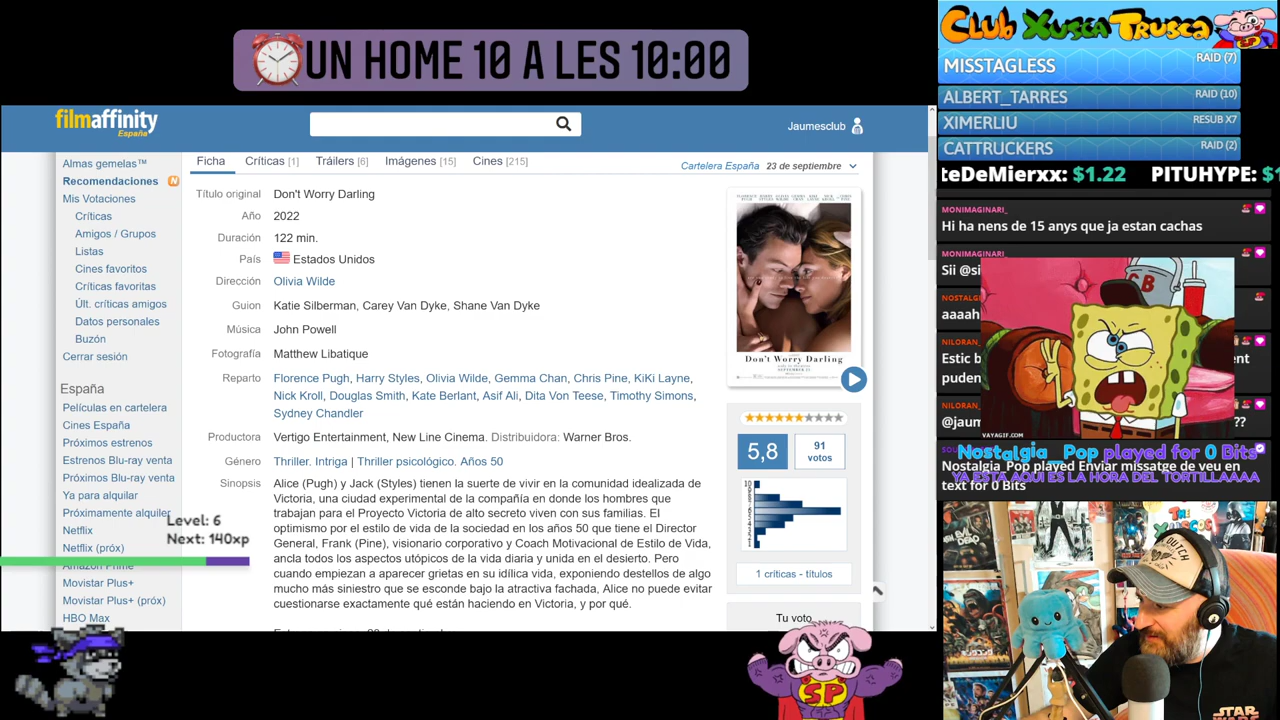 UN HOME 10 A LES 10:00
Club Xusca Trusca
MISSTAGLESS RAID (7)
ALBERT_TARRES RAID (10)
XIMERLIU RESUB X7
CATTRUCKERS RAID (2)
teDeMierxx: $1.22 PITUHYPE: $1
filmaffinity
España
Jaumesclub
Almas gemelas™
Recomendaciones N
Mis Votaciones
Críticas
Amigos / Grupos
Listas
Cines favoritos
Críticas favoritas
Últ. críticas amigos
Datos personales
Buzón
Cerrar sesión
España
Películas en cartelera
Cines España
Próximos estrenos
Estrenos Blu-ray venta
Próximos Blu-ray venta
Ya para alquilar
Próximamente alquiler
Netflix
Netflix (próx)
Amazon Prime
Movistar Plus+
Movistar Plus+ (próx)
HBO Max
Level: 6
Next: 140xp
Ficha Críticas [1] Tráilers [6] Imágenes [15] Cines [215]
Cartelera España 23 de septiembre
Título original Don't Worry Darling
Año 2022
Duración 122 min.
País Estados Unidos
Dirección Olivia Wilde
Guion Katie Silberman, Carey Van Dyke, Shane Van Dyke
Música John Powell
Fotografía Matthew Libatique
Reparto Florence Pugh, Harry Styles, Olivia Wilde, Gemma Chan, Chris Pine, KiKi Layne,
Nick Kroll, Douglas Smith, Kate Berlant, Asif Ali, Dita Von Teese, Timothy Simons,
Sydney Chandler
Productora Vertigo Entertainment, New Line Cinema. Distribuidora: Warner Bros.
Género Thriller. Intriga | Thriller psicológico. Años 50
Sinopsis Alice (Pugh) y Jack (Styles) tienen la suerte de vivir en la comunidad idealizada de
Victoria, una ciudad experimental de la compañía en donde los hombres que
trabajan para el Proyecto Victoria de alto secreto viven con sus familias. El
optimismo por el estilo de vida de la sociedad en los años 50 que tiene el Director
General, Frank (Pine), visionario corporativo y Coach Motivacional de Estilo de Vida,
ancla todos los aspectos utópicos de la vida diaria y unida en el desierto. Pero
cuando empiezan a aparecer grietas en su idílica vida, exponiendo destellos de algo
mucho más siniestro que se esconde bajo la atractiva fachada, Alice no puede evitar
cuestionarse exactamente qué están haciendo en Victoria, y por qué.
Don't Worry Darling
5,8
91
votos
10
1 críticas - títulos
Tu voto
SP
MONIMAGINARI_
Hi ha nens de 15 anys que ja estan cachas
MONIMAGINARI_
Sii @si
NOSTALG
aaaah
NILORAN_
Estic b
puden
NILORAN_
@jaum ??
CB
VAYAGIF.COM
Nostalgia_Pop played for 0 Bits
Nostalgia_Pop played Enviar missatge de veu en
text for 0 Bits
YA ESTA AQUI ES LA HORA DEL TORTILLAAAA
STAR